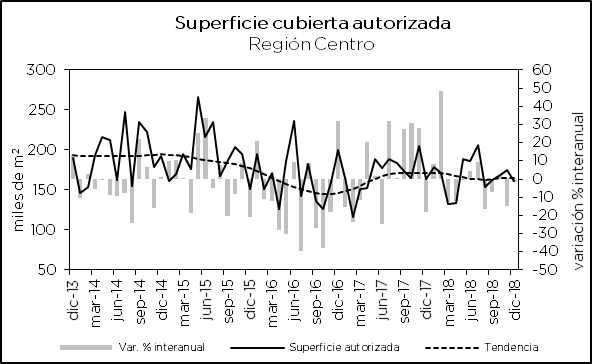 Superficie cubierta autorizada
Región Centro
300
250
200
150
100
50
miles de m²
60
50
40
30
20
10
0
-10
-20
-30
-40
-50
variación % interanual
dic-13
mar-14
jun-14
sep-14
dic-14
mar-15
jun-15
sep-15
dic-15
mar-16
jun-16
sep-16
dic-16
mar-17
jun-17
sep-17
dic-17
mar-18
jun-18
sep-18
dic-18
Var. % interanual
Superficie autorizada
Tendencia